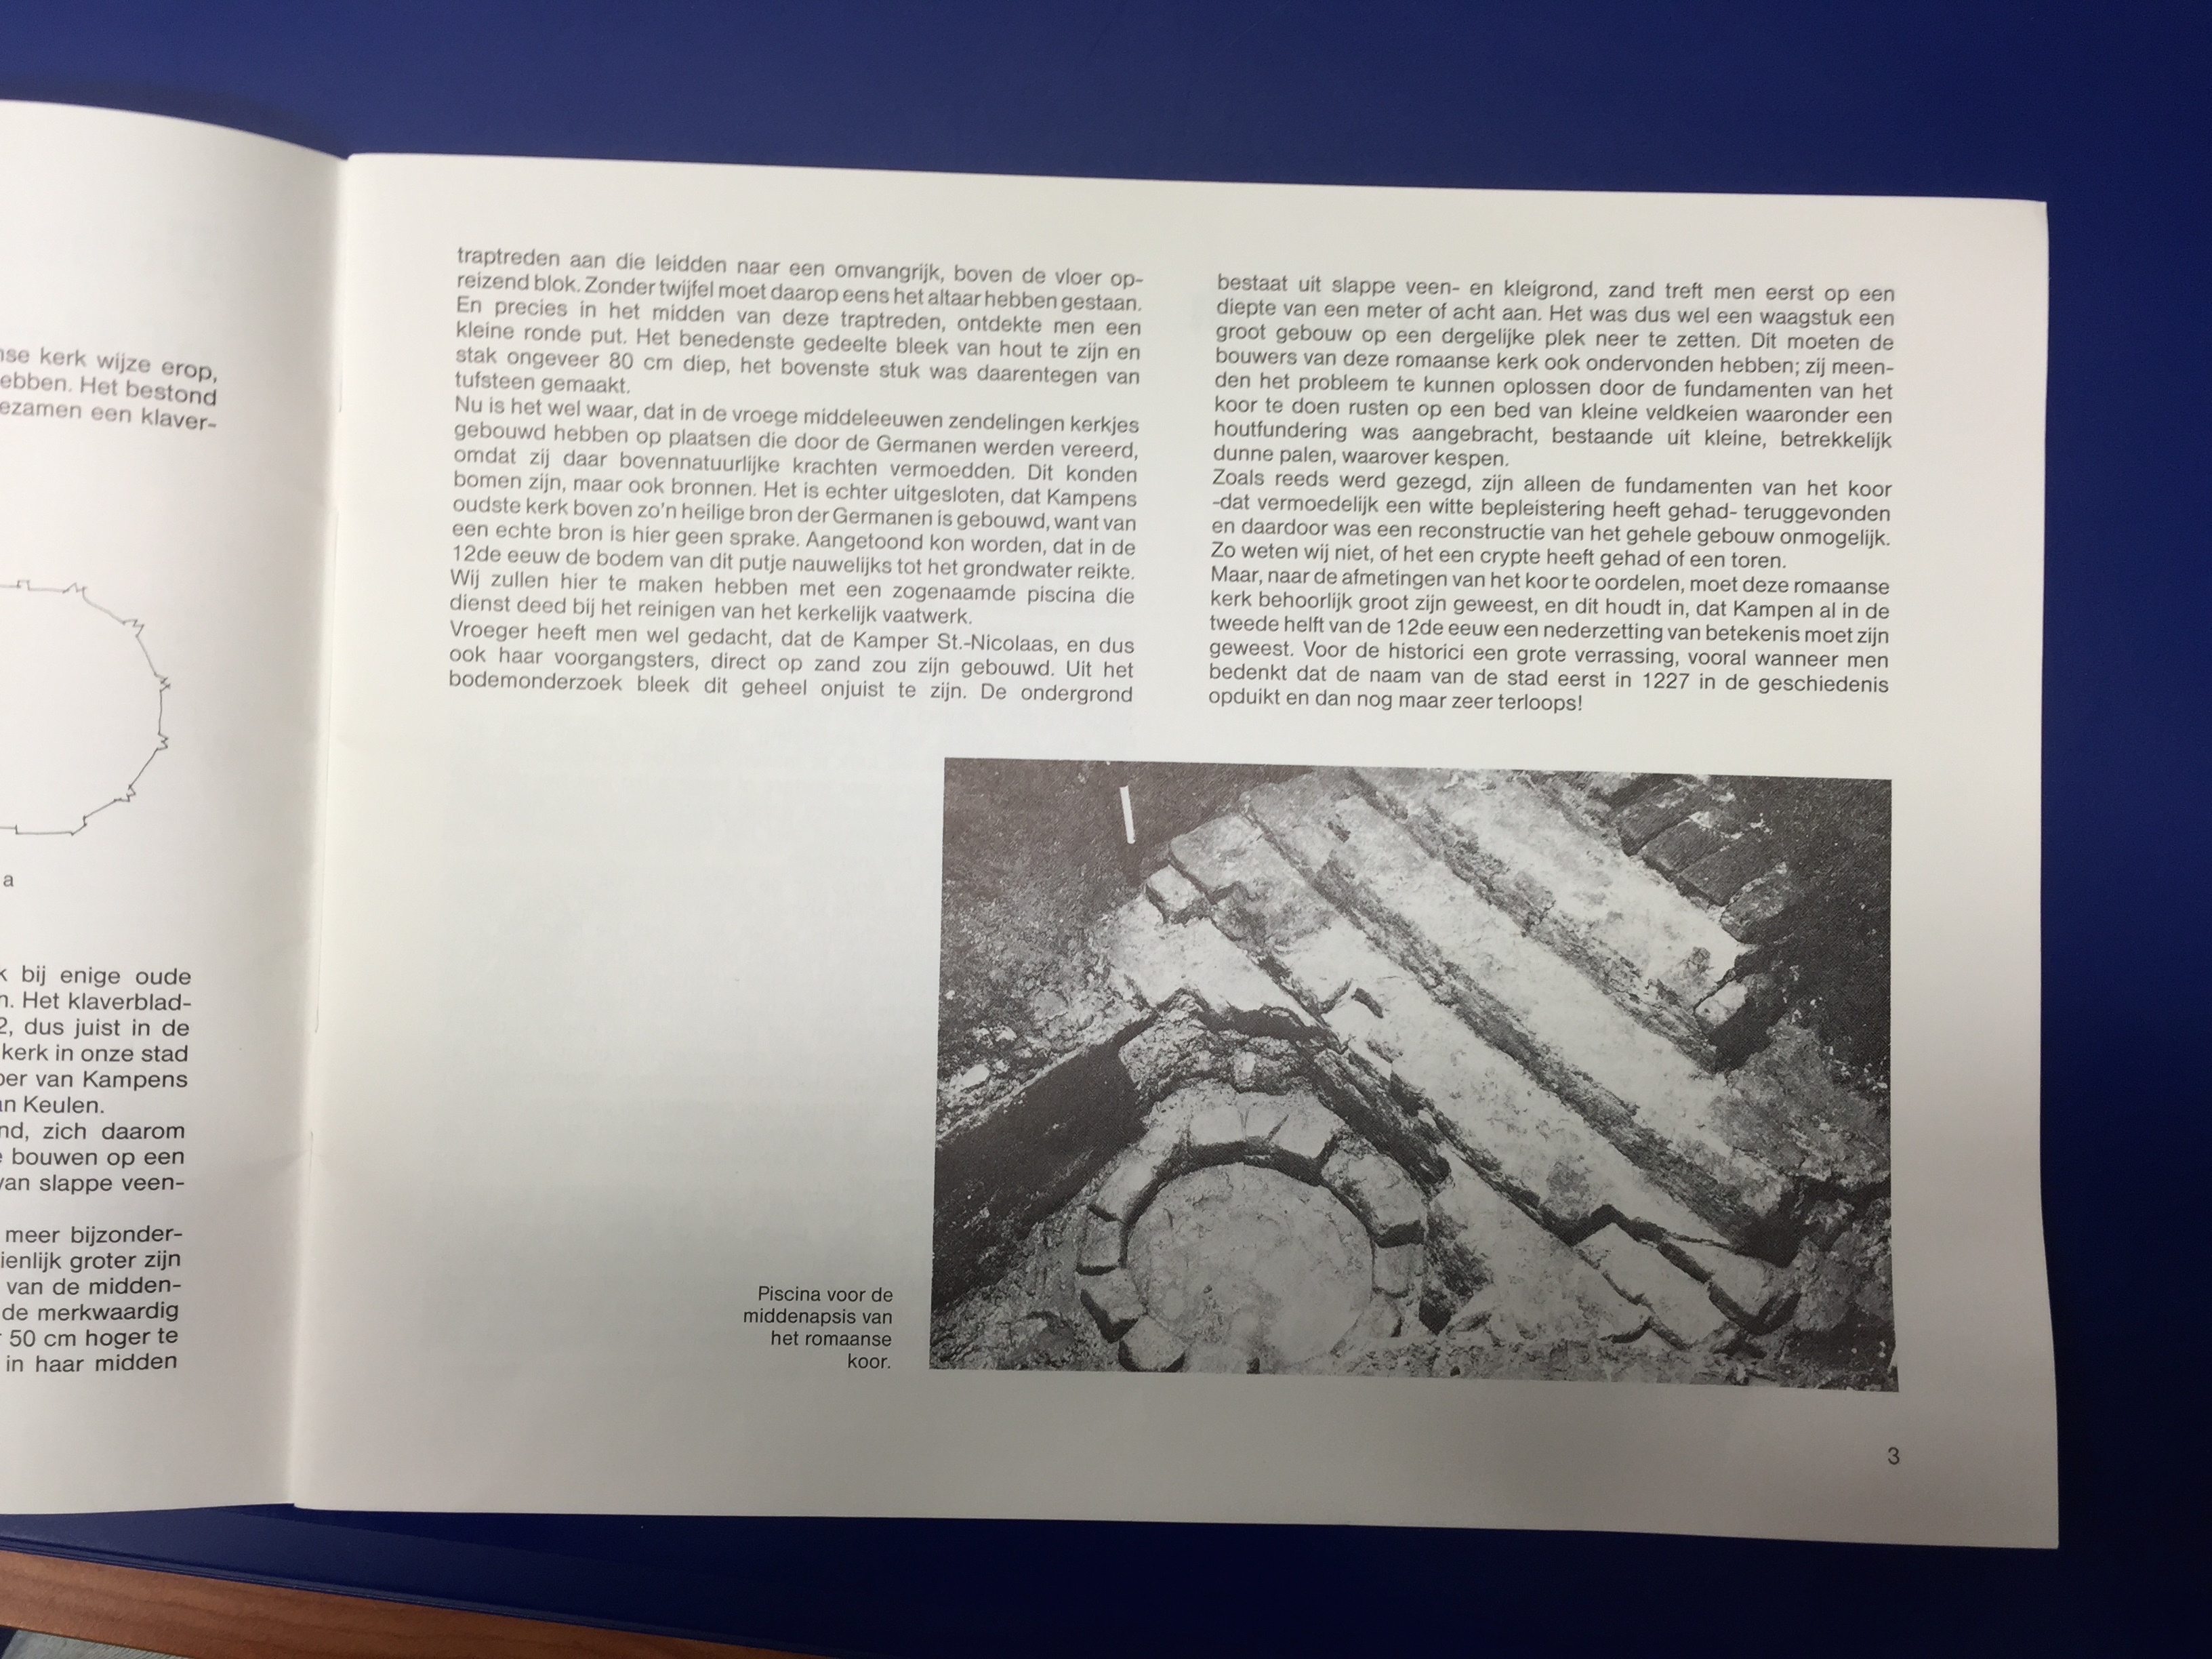 nse kerk wijze erop,
ebben. Het bestond
ezamen een klaver-
a
k bij enige oude
n. Het klaverblad-
2, dus juist in de
kerk in onze stad
per van Kampens
an Keulen.
nd, zich daarom
e bouwen op een
van slappe veen-
meer bijzonder-
ienlijk groter zijn
van de midden-
de merkwaardig
r 50 cm hoger te
in haar midden
traptreden aan die leidden naar een omvangrijk, boven de vloer op-
reizend blok. Zonder twijfel moet daarop eens het altaar hebben gestaan.
En precies in het midden van deze traptreden, ontdekte men een
kleine ronde put. Het benedenste gedeelte bleek van hout te zijn en
stak ongeveer 80 cm diep, het bovenste stuk was daarentegen van
tufsteen gemaakt.
Nu is het wel waar, dat in de vroege middeleeuwen zendelingen kerkjes
gebouwd hebben op plaatsen die door de Germanen werden vereerd,
omdat zij daar bovennatuurlijke krachten vermoedden. Dit konden
bomen zijn, maar ook bronnen. Het is echter uitgesloten, dat Kampens
oudste kerk boven zo'n heilige bron der Germanen is gebouwd, want van
een echte bron is hier geen sprake. Aangetoond kon worden, dat in de
12de eeuw de bodem van dit putje nauwelijks tot het grondwater reikte.
Wij zullen hier te maken hebben met een zogenaamde piscina die
dienst deed bij het reinigen van het kerkelijk vaatwerk.
Vroeger heeft men wel gedacht, dat de Kamper St.-Nicolaas, en dus
ook haar voorgangsters, direct op zand zou zijn gebouwd. Uit het
bodemonderzoek bleek dit geheel onjuist te zijn. De ondergrond
bestaat uit slappe veen- en kleigrond, zand treft men eerst op een
diepte van een meter of acht aan. Het was dus wel een waagstuk een
groot gebouw op een dergelijke plek neer te zetten. Dit moeten de
bouwers van deze romaanse kerk ook ondervonden hebben; zij meen-
den het probleem te kunnen oplossen door de fundamenten van het
koor te doen rusten op een bed van kleine veldkeien waaronder een
houtfundering was aangebracht, bestaande uit kleine, betrekkelijk
dunne palen, waarover kespen.
Zoals reeds werd gezegd, zijn alleen de fundamenten van het koor
-dat vermoedelijk een witte bepleistering heeft gehad- teruggevonden
en daardoor was een reconstructie van het gehele gebouw onmogelijk.
Zo weten wij niet, of het een crypte heeft gehad of een toren.
Maar, naar de afmetingen van het koor te oordelen, moet deze romaanse
kerk behoorlijk groot zijn geweest, en dit houdt in, dat Kampen al in de
tweede helft van de 12de eeuw een nederzetting van betekenis moet zijn
geweest. Voor de historici een grote verrassing, vooral wanneer men
bedenkt dat de naam van de stad eerst in 1227 in de geschiedenis
opduikt en dan nog maar zeer terloops!
Piscina voor de
middenapsis van
het romaanse
koor.
3